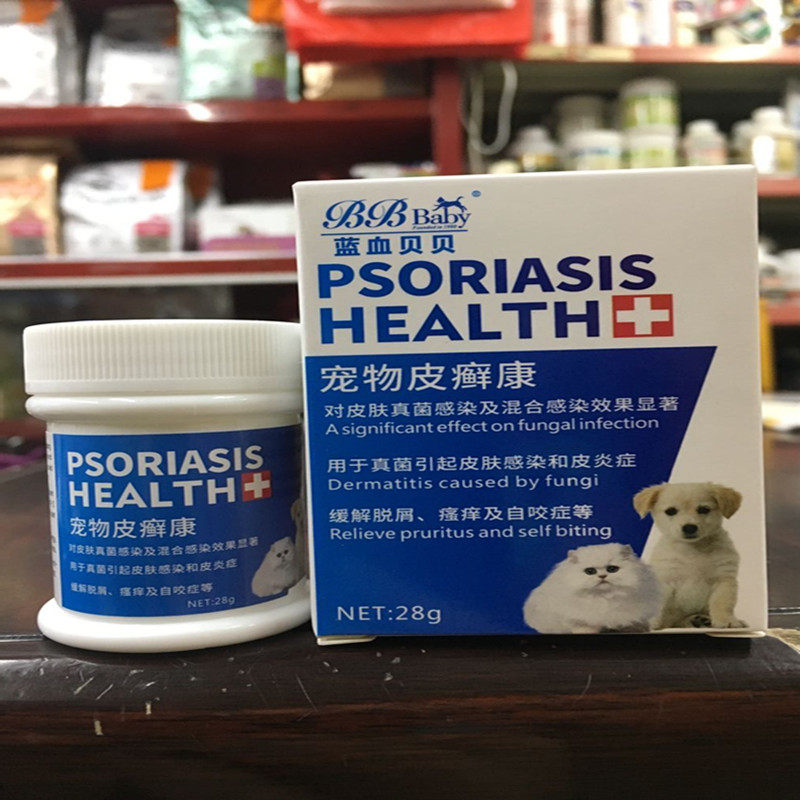 BB Baby®
Founded in 1998
蓝血贝贝
PSORIASIS
HEALTH
宠物皮癣康
对皮肤真菌感染及混合感染效果显著
A significant effect on fungal infection
用于真菌引起皮肤感染和皮炎症
Dermatitis caused by fungi
缓解脱屑、瘙痒及自咬症等
Relieve pruritus and self biting
NET:28g
PSORIASIS
HEALTH
宠物皮癣康
对皮肤真菌感染及混合感染效果显著
用于真菌引起皮肤感染和皮炎症
缓解脱屑、瘙痒及自咬症等
NET:28g